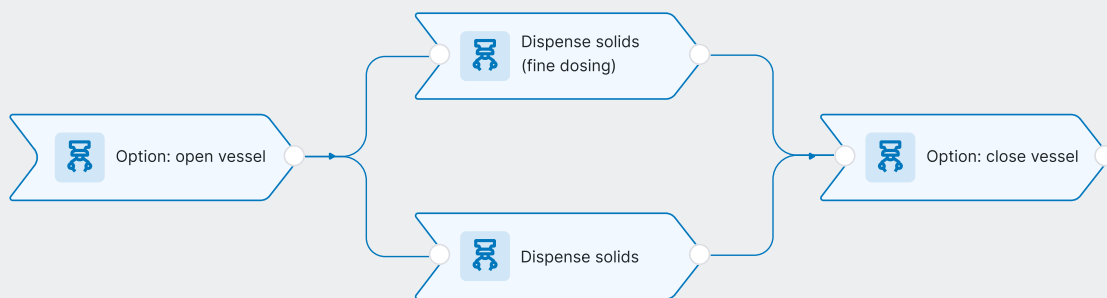 Option: open vessel
Dispense solids
(fine dosing)
Dispense solids
Option: close vessel